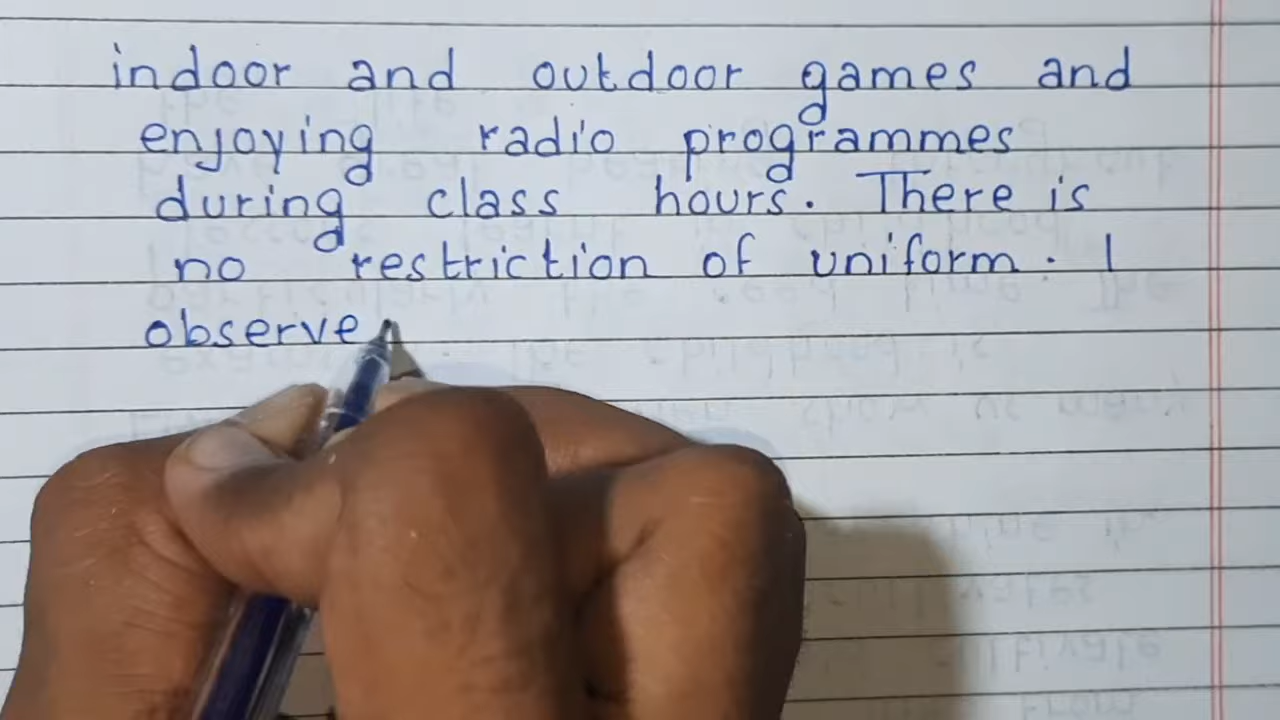 indoor and outdoor games and
enjoying radio programmes
during class hours. There is
no restriction of uniform. I
observe